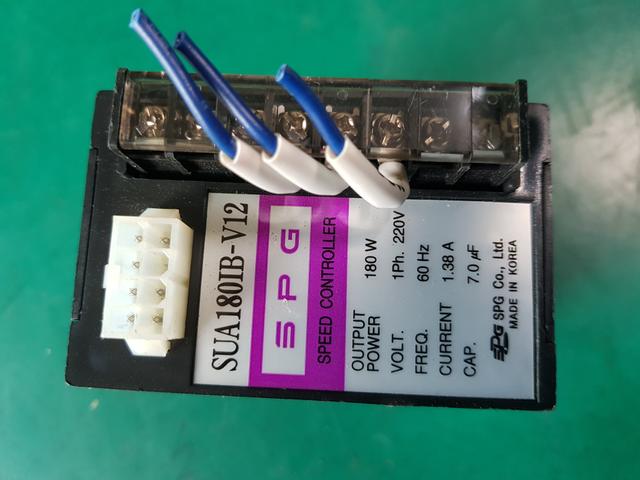 SUA180IB-V12
SPG
SPEED CONTROLLER
OUTPUT POWER 180 W
VOLT. 1Ph. 220V
FREQ. 60 Hz
CURRENT 1.38 A
CAP. 7.0 μF
SPG SPG Co., Ltd.
MADE IN KOREA